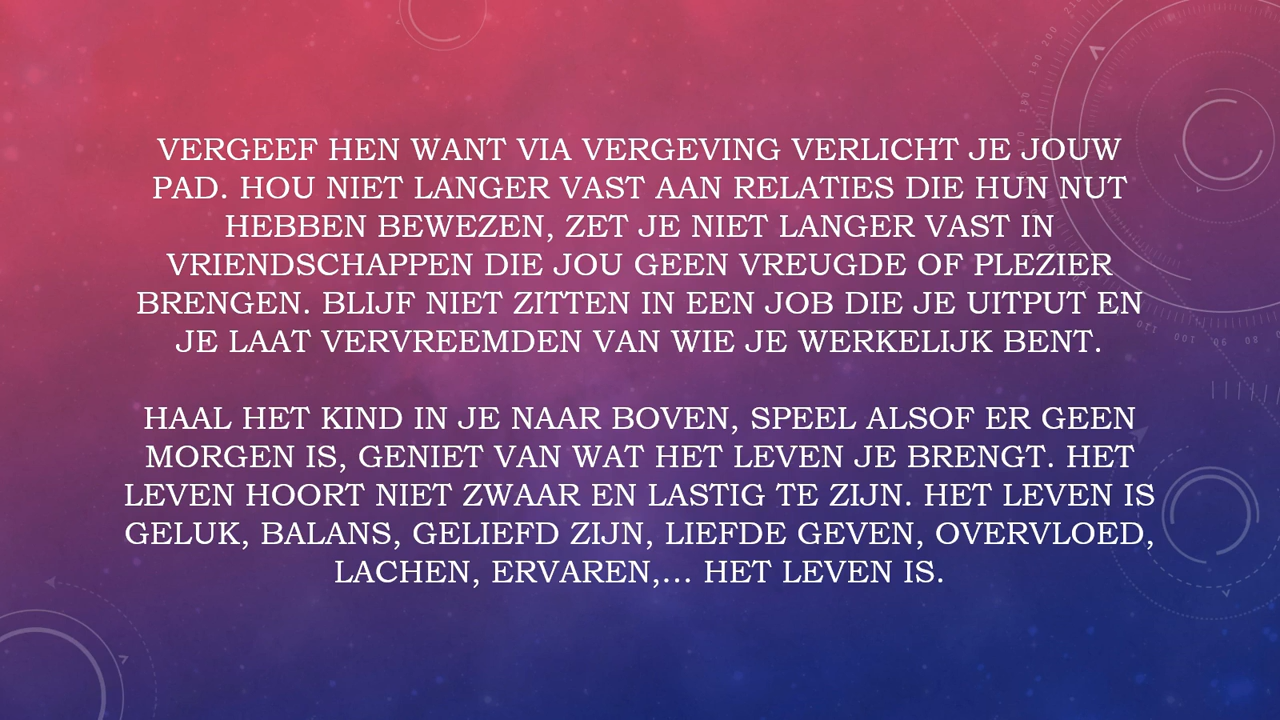 VERGEEF HEN WANT VIA VERGEVING VERLICHT JE JOUW
PAD. HOU NIET LANGER VAST AAN RELATIES DIE HUN NUT
HEBBEN BEWEZEN, ZET JE NIET LANGER VAST IN
VRIENDSCHAPPEN DIE JOU GEEN VREUGDE OF PLEZIER
BRENGEN. BLIJF NIET ZITTEN IN EEN JOB DIE JE UITPUT EN
JE LAAT VERVREEMDEN VAN WIE JE WERKELIJK BENT.
HAAL HET KIND IN JE NAAR BOVEN, SPEEL ALSOF ER GEEN
MORGEN IS, GENIET VAN WAT HET LEVEN JE BRENGT. HET
LEVEN HOORT NIET ZWAAR EN LASTIG TE ZIJN. HET LEVEN IS
GELUK, BALANS, GELIEFD ZIJN, LIEFDE GEVEN, OVERVLOED,
LACHEN, ERVAREN,... HET LEVEN IS.